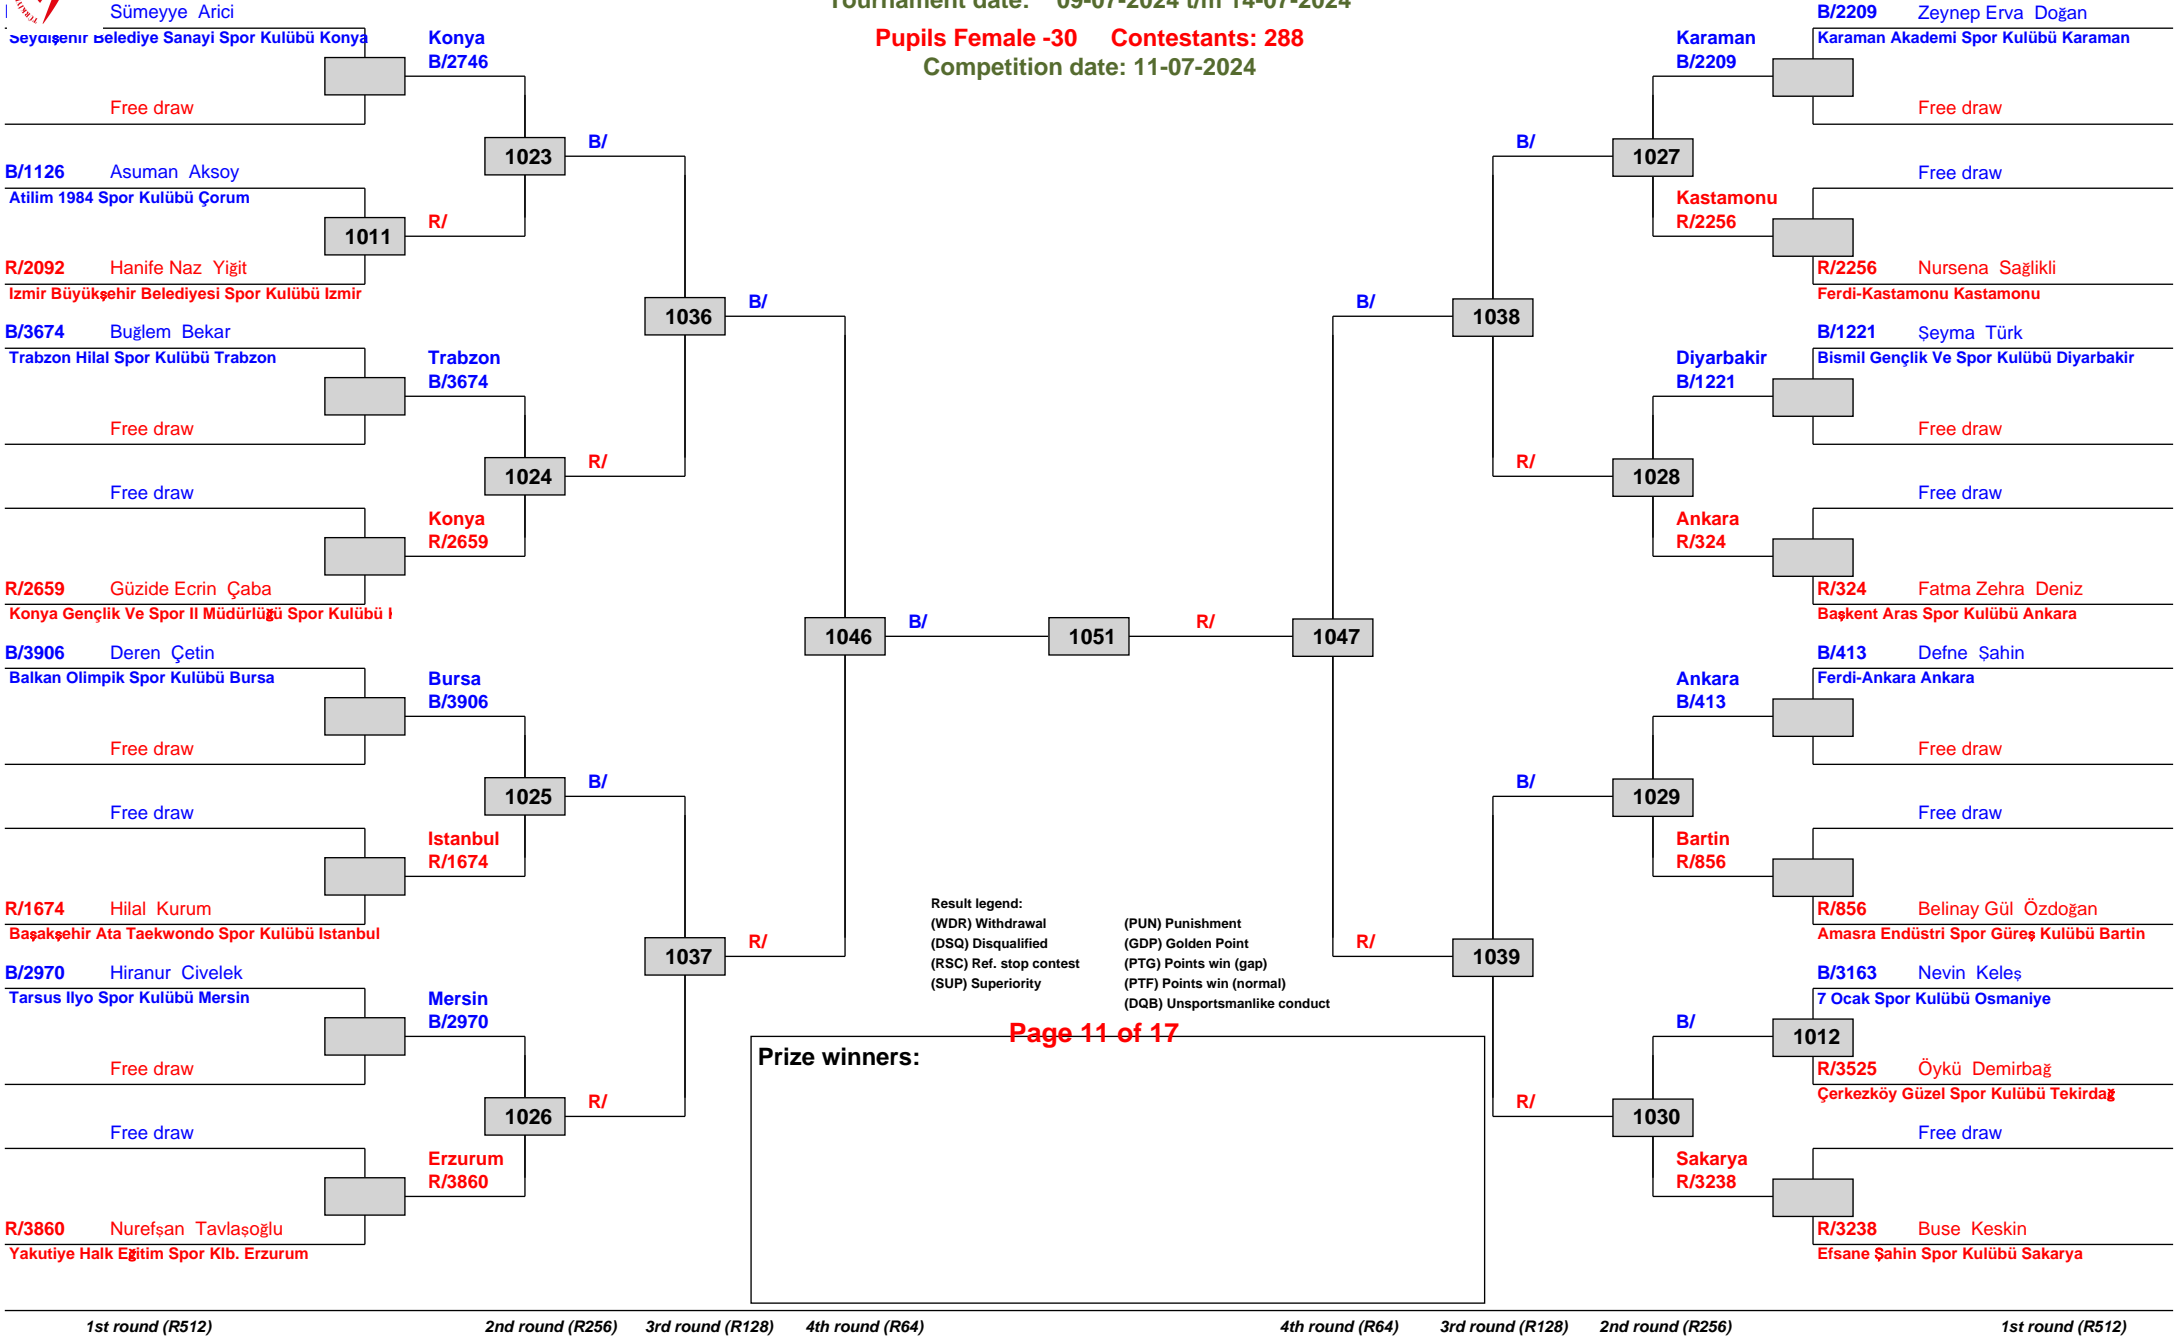 Tournament date: 09-07-2024 t/m 14-07-2024
Pupils Female -30 Contestants: 288
Competition date: 11-07-2024
Sümeyye Arici
Seydişehir Belediye Sanayi Spor Kulübü Konya
Konya
B/2746
Free draw
1023
B/
B/1126 Asuman Aksoy
Atilim 1984 Spor Kulübü Çorum
1011
R/
R/2092 Hanife Naz Yiğit
Izmir Büyükşehir Belediyesi Spor Kulübü Izmir
1036
B/
B/3674 Buğlem Bekar
Trabzon Hilal Spor Kulübü Trabzon
Trabzon
B/3674
Free draw
1024
R/
Free draw
Konya
R/2659
R/2659 Güzide Ecrin Çaba
Konya Gençlik Ve Spor Il Müdürlüğü Spor Kulübü
1046
B/
1051
R/
1047
B/3906 Deren Çetin
Balkan Olimpik Spor Kulübü Bursa
Bursa
B/3906
Free draw
1025
B/
Free draw
Istanbul
R/1674
R/1674 Hilal Kurum
Başakşehir Ata Taekwondo Spor Kulübü Istanbul
1037
R/
B/2970 Hiranur Civelek
Tarsus Ilyo Spor Kulübü Mersin
Mersin
B/2970
Free draw
1026
R/
Free draw
Erzurum
R/3860
R/3860 Nurefşan Tavlaşoğlu
Yakutiye Halk Eğitim Spor Klb. Erzurum
B/2209 Zeynep Erva Doğan
Karaman Akademi Spor Kulübü Karaman
Karaman
B/2209
Free draw
B/
1027
Free draw
Kastamonu
R/2256
R/2256 Nursena Sağlikli
Ferdi-Kastamonu Kastamonu
B/
1038
B/1221 Şeyma Türk
Bismil Gençlik Ve Spor Kulübü Diyarbakir
Diyarbakir
B/1221
Free draw
R/
1028
Free draw
Ankara
R/324
R/324 Fatma Zehra Deniz
Başkent Aras Spor Kulübü Ankara
B/413 Defne Şahin
Ferdi-Ankara Ankara
Ankara
B/413
Free draw
B/
1029
Free draw
Bartin
R/856
R/856 Belinay Gül Özdoğan
Amasra Endüstri Spor Güreş Kulübü Bartin
R/
1039
B/3163 Nevin Keleş
7 Ocak Spor Kulübü Osmaniye
B/
1012
R/3525 Öykü Demirbağ
Çerkezköy Güzel Spor Kulübü Tekirdağ
R/
1030
Free draw
Sakarya
R/3238
R/3238 Buse Keskin
Efsane Şahin Spor Kulübü Sakarya
Result legend:
(WDR) Withdrawal (PUN) Punishment
(DSQ) Disqualified (GDP) Golden Point
(RSC) Ref. stop contest (PTG) Points win (gap)
(SUP) Superiority (PTF) Points win (normal)
(DQB) Unsportsmanlike conduct
Page 11 of 17
Prize winners:
1st round (R512) 2nd round (R256) 3rd round (R128) 4th round (R64) 4th round (R64) 3rd round (R128) 2nd round (R256) 1st round (R512)